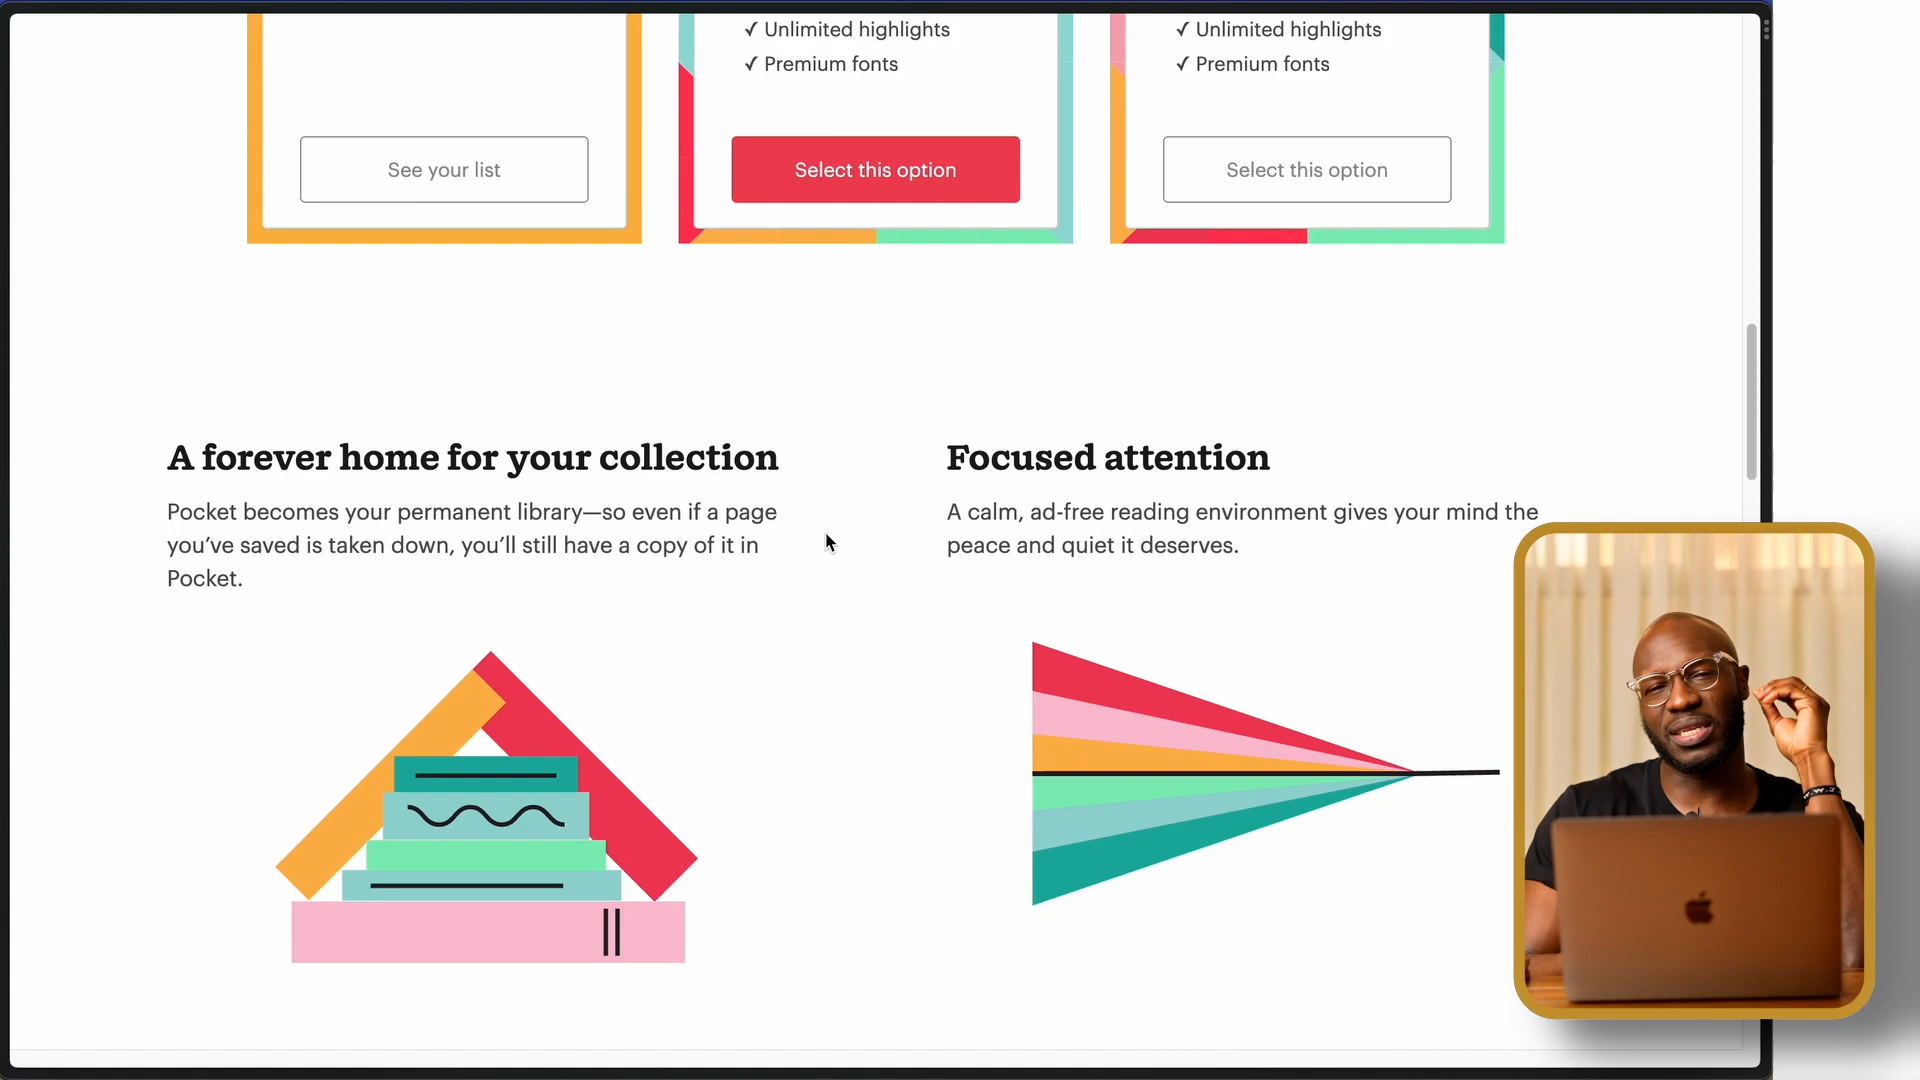 ✓ Unlimited highlights
✓ Premium fonts
See your list
Select this option
✓ Unlimited highlights
✓ Premium fonts
Select this option
A forever home for your collection
Pocket becomes your permanent library—so even if a page
you’ve saved is taken down, you’ll still have a copy of it in
Pocket.
Focused attention
A calm, ad-free reading environment gives your mind the
peace and quiet it deserves.